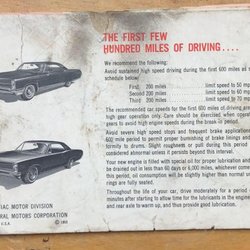 THE FIRST FEW
HUNDRED MILES OF DRIVING....
We recommend the following:
Avoid sustained high speed driving during the first 600 miles as
schedule below:
First 200 miles limit speed to 50 mp
Second 200 miles limit speed to 60 mp
Third 200 miles limit speed to 70 mp
The recommended car speeds for the first 600 miles of driving are
gear operation only. Care should be exercised when operating
gears to avoid high engine speeds during the break in period.
Avoid severe high speed stops and frequent brake applications
600 mile period to permit proper burnishing of brake linings and
formity to drums. Slight roughness or pull during this period
considered abnormal unless it persists beyond this interval.
Your new engine is filled with special oil for proper lubrication and
be drained out in less than 60 days or 6,000 miles,
this period, oil consumption will be slightly higher than normal un
rings are fully seated.
Throughout the life of your car, drive moderately for a period
minutes after starting to allow time for the lubricants in the engine
and rear axle to warm up and thus provide good lubrication.
IAC MOTOR DIVISION
RAL MOTORS CORPORATION
U.S.A.